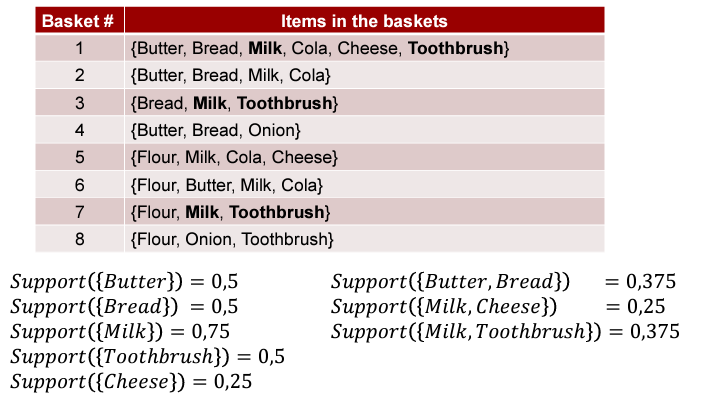 Basket # Items in the baskets
1 {Butter, Bread, Milk, Cola, Cheese, Toothbrush}
2 {Butter, Bread, Milk, Cola}
3 {Bread, Milk, Toothbrush}
4 {Butter, Bread, Onion}
5 {Flour, Milk, Cola, Cheese}
6 {Flour, Butter, Milk, Cola}
7 {Flour, Milk, Toothbrush}
8 {Flour, Onion, Toothbrush}
Support({Butter}) = 0,5
Support({Bread}) = 0,5
Support({Milk}) = 0,75
Support({Toothbrush}) = 0,5
Support({Cheese}) = 0,25
Support({Butter, Bread}) = 0,375
Support({Milk, Cheese}) = 0,25
Support({Milk, Toothbrush}) = 0,375